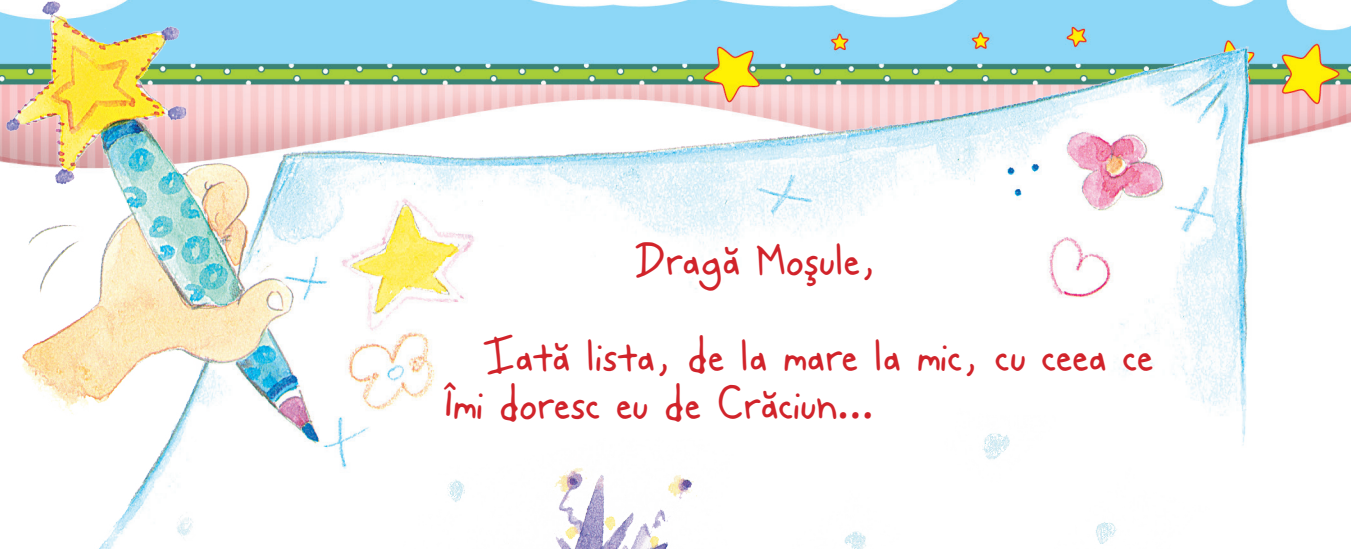 Dragă Moşule,
Iată lista, de la mare la mic, cu ceea ce
îmi doresc eu de Crăciun...